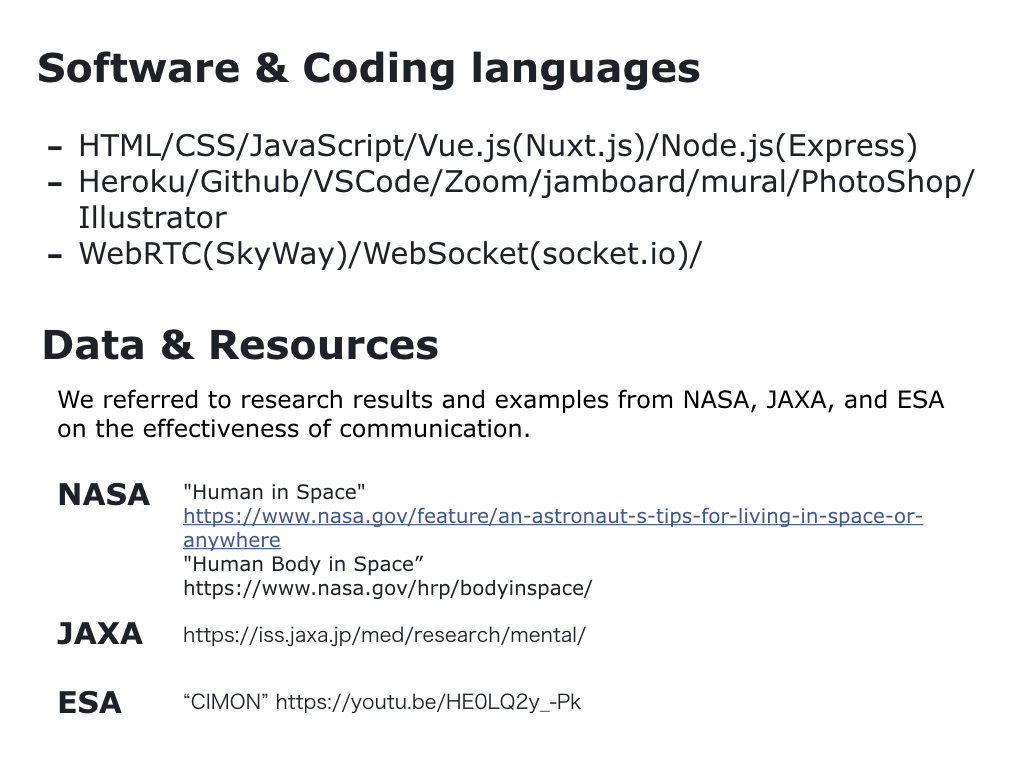 Software & Coding languages
– HTML/CSS/JavaScript/Vue.js(Nuxt.js)/Node.js(Express)
– Heroku/Github/VSCode/Zoom/jamboard/mural/PhotoShop/
Illustrator
– WebRTC(SkyWay)/WebSocket(socket.io)/
Data & Resources
We referred to research results and examples from NASA, JAXA, and ESA
on the effectiveness of communication.
NASA
"Human in Space"
https://www.nasa.gov/feature/an-astronaut-s-tips-for-living-in-space-or-
anywhere
"Human Body in Space”
https://www.nasa.gov/hrp/bodyinspace/
JAXA
https://iss.jaxa.jp/med/research/mental/
ESA
“CIMON” https://youtu.be/HE0LQ2y_-Pk